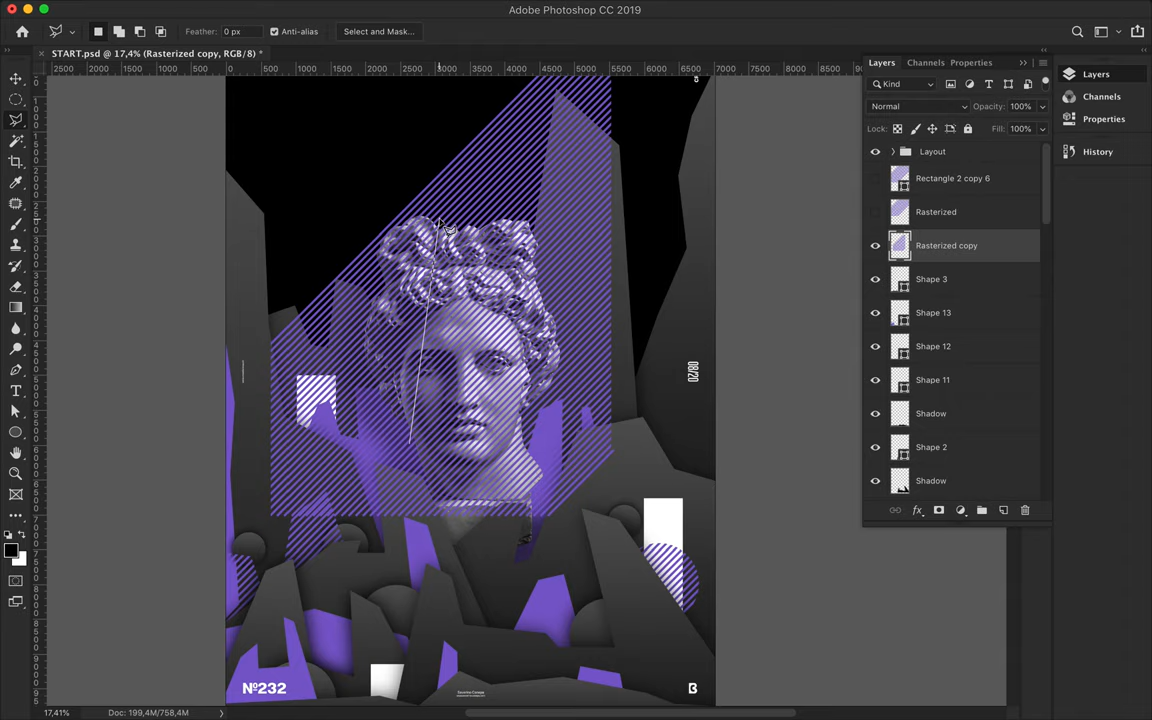 Adobe Photoshop CC 2019
Feather: 0 px
Anti-alias
Select and Mask...
START.psd @ 17,4% (Rasterized copy, RGB/8) *
2500 2000 1500 1000 500 0 500 1000 1500 2000 2500 3000 3500 4000 4500 5000 5500 6000 6500 7000 7500 8000 8500 9000
Layers Channels Properties
Kind
Normal Opacity: 100%
Lock: Fill: 100%
Layout
Rectangle 2 copy 6
Rasterized
Rasterized copy
Shape 3
Shape 13
Shape 12
Shape 11
Shadow
Shape 2
Shadow
fx
Layers
Channels
Properties
History
08/20
Nº232
B
17,41% Doc: 199,4M/758,4M